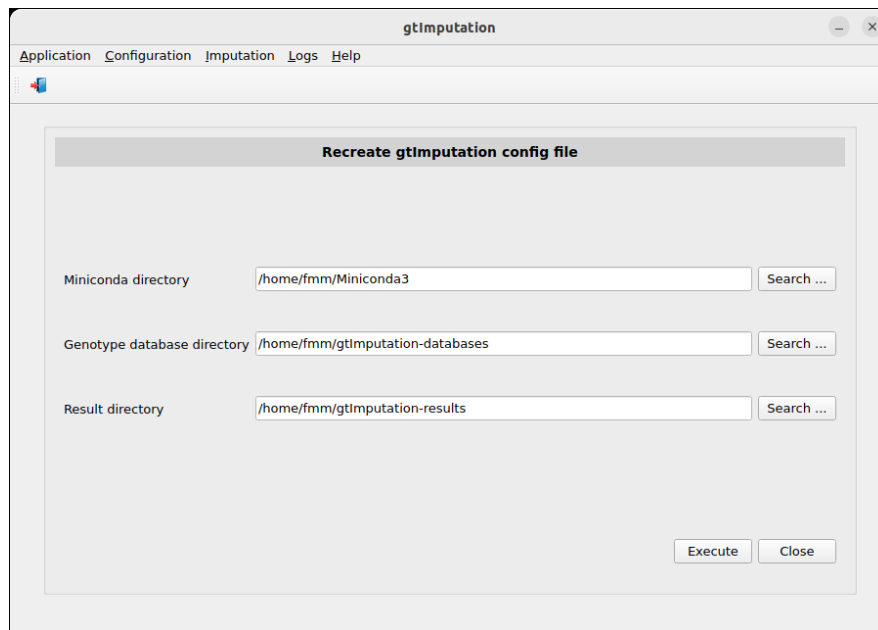 gtImputation
Application Configuration Imputation Logs Help
Recreate gtImputation config file
Miniconda directory /home/fmm/Miniconda3 Search ...
Genotype database directory /home/fmm/gtImputation-databases Search ...
Result directory /home/fmm/gtImputation-results Search ...
Execute Close